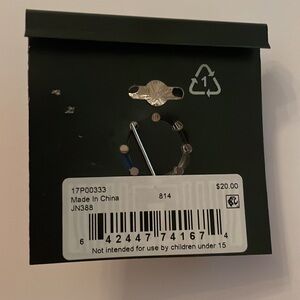 1
17P00333
Made In China
JN388
814
$20.00
6 42447 74167 4
Not intended for use by children under 15